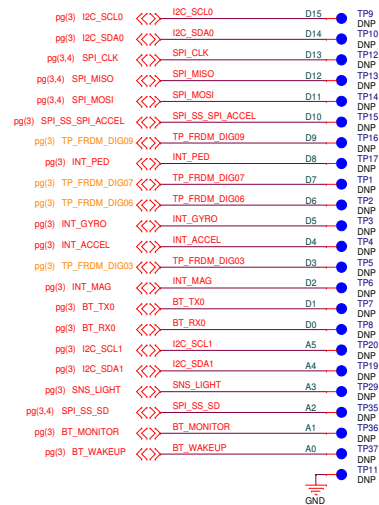 pg(3) I2C_SCL0 I2C_SCL0 D15 TP9 DNP
pg(3) I2C_SDA0 I2C_SDA0 D14 TP10 DNP
pg(3,4) SPI_CLK SPI_CLK D13 TP12 DNP
pg(3,4) SPI_MISO SPI_MISO D12 TP13 DNP
pg(3,4) SPI_MOSI SPI_MOSI D11 TP14 DNP
pg(3) SPI_SS_SPI_ACCEL SPI_SS_SPI_ACCEL D10 TP15 DNP
pg(3) TP_FRDM_DIG09 TP_FRDM_DIG09 D9 TP16 DNP
pg(3) INT_PED INT_PED D8 TP17 DNP
pg(3) TP_FRDM_DIG07 TP_FRDM_DIG07 D7 TP1 DNP
pg(3) TP_FRDM_DIG06 TP_FRDM_DIG06 D6 TP2 DNP
pg(3) INT_GYRO INT_GYRO D5 TP3 DNP
pg(3) INT_ACCEL INT_ACCEL D4 TP4 DNP
pg(3) TP_FRDM_DIG03 TP_FRDM_DIG03 D3 TP5 DNP
pg(3) INT_MAG INT_MAG D2 TP6 DNP
pg(3) BT_TX0 BT_TX0 D1 TP7 DNP
pg(3) BT_RX0 BT_RX0 D0 TP8 DNP
pg(3) I2C_SCL1 I2C_SCL1 A5 TP20 DNP
pg(3) I2C_SDA1 I2C_SDA1 A4 TP19 DNP
pg(3) SNS_LIGHT SNS_LIGHT A3 TP29 DNP
pg(3,4) SPI_SS_SD SPI_SS_SD A2 TP35 DNP
pg(3) BT_MONITOR BT_MONITOR A1 TP36 DNP
pg(3) BT_WAKEUP BT_WAKEUP A0 TP37 DNP
TP11 DNP
GND